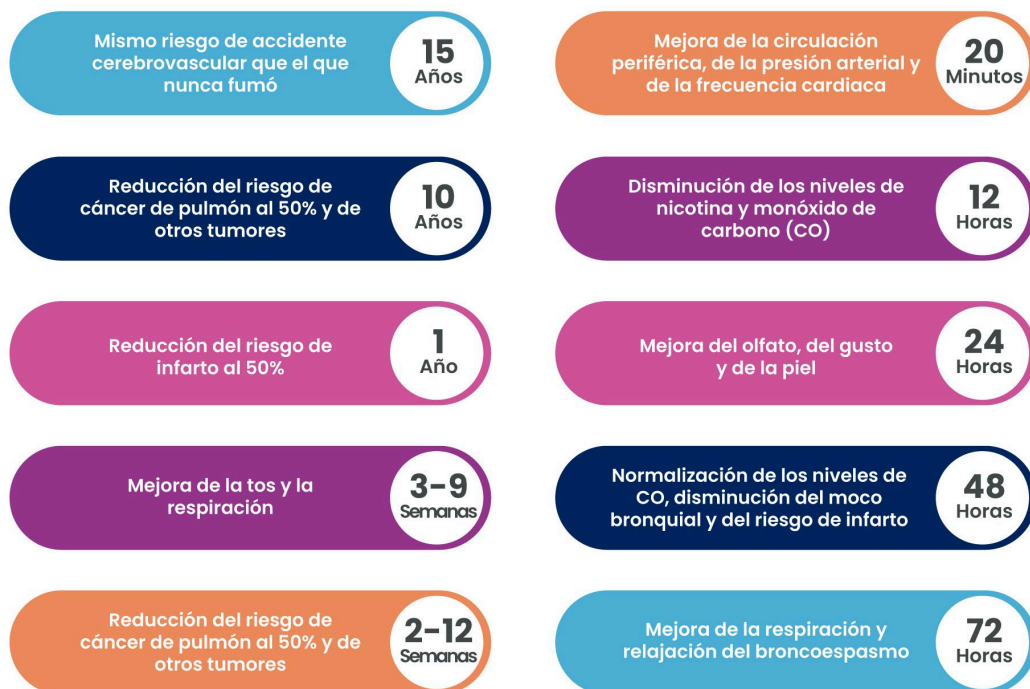 Mismo riesgo de accidente
cerebrovascular que el que
nunca fumó
15
Años
Mejora de la circulación
periférica, de la presión arterial y
de la frecuencia cardiaca
20
Minutos
Reducción del riesgo de
cáncer de pulmón al 50% y de
otros tumores
10
Años
Disminución de los niveles de
nicotina y monóxido de
carbono (CO)
12
Horas
Reducción del riesgo de
infarto al 50%
1
Año
Mejora del olfato, del gusto
y de la piel
24
Horas
Mejora de la tos y la
respiración
3-9
Semanas
Normalización de los niveles de
CO, disminución del moco
bronquial y del riesgo de infarto
48
Horas
Reducción del riesgo de
cáncer de pulmón al 50% y de
otros tumores
2-12
Semanas
Mejora de la respiración y
relajación del broncoespasmo
72
Horas